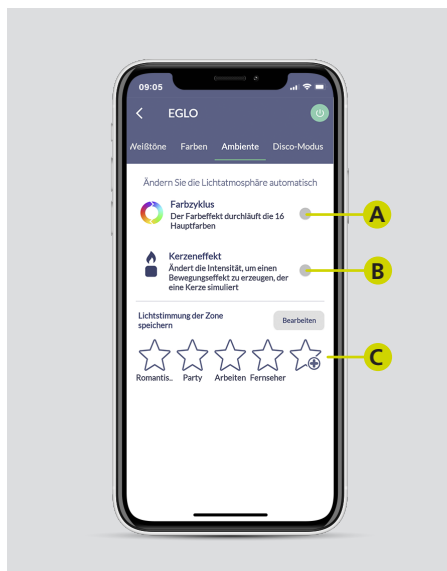 09:05
EGLO
Weißtöne Farben Ambiente Disco-Modus
Ändern Sie die Lichtatmosphäre automatisch
Farbzyklus
Der Farbeffekt durchläuft die 16
Hauptfarben
A
Kerzeneffekt
Ändert die Intensität, um einen
Bewegungseffekt zu erzeugen, der
eine Kerze simuliert
B
Lichtstimmung der Zone
speichern
Bearbeiten
C
Romantis.. Party Arbeiten Fernseher